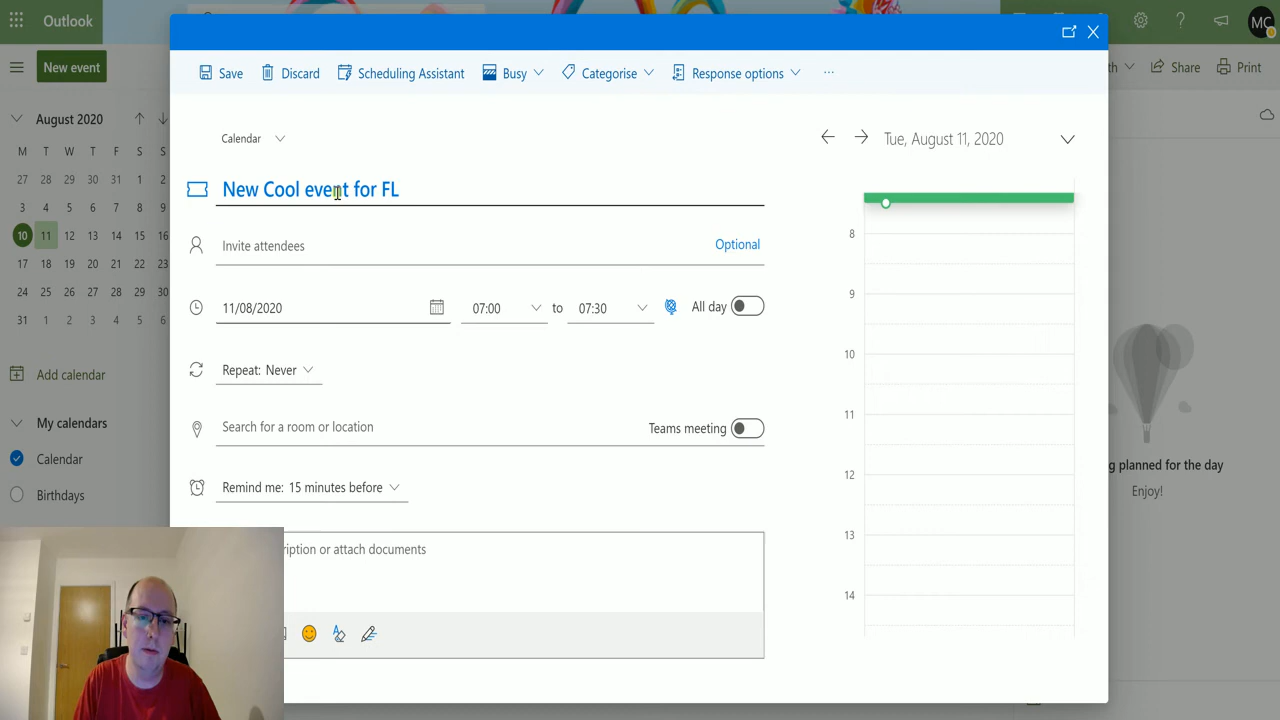 Outlook
MC
New event
Save
Discard
Scheduling Assistant
Busy
Categorise
Response options
Share
Print
August 2020
M T W T F S S
27 28 29 30 31 1 2
3 4 5 6 7 8 9
10 11 12 13 14 15 16
17 18 19 20 21 22 23
24 25 26 27 28 29 30
31 1 2 3 4 5 6
Add calendar
My calendars
Calendar
Birthdays
Calendar
New Cool event for FL
Invite attendees
Optional
11/08/2020
07:00
to
07:30
All day
Repeat: Never
Search for a room or location
Teams meeting
Remind me: 15 minutes before
ription or attach documents
Tue, August 11, 2020
8
9
10
11
12
13
14
g planned for the day
Enjoy!